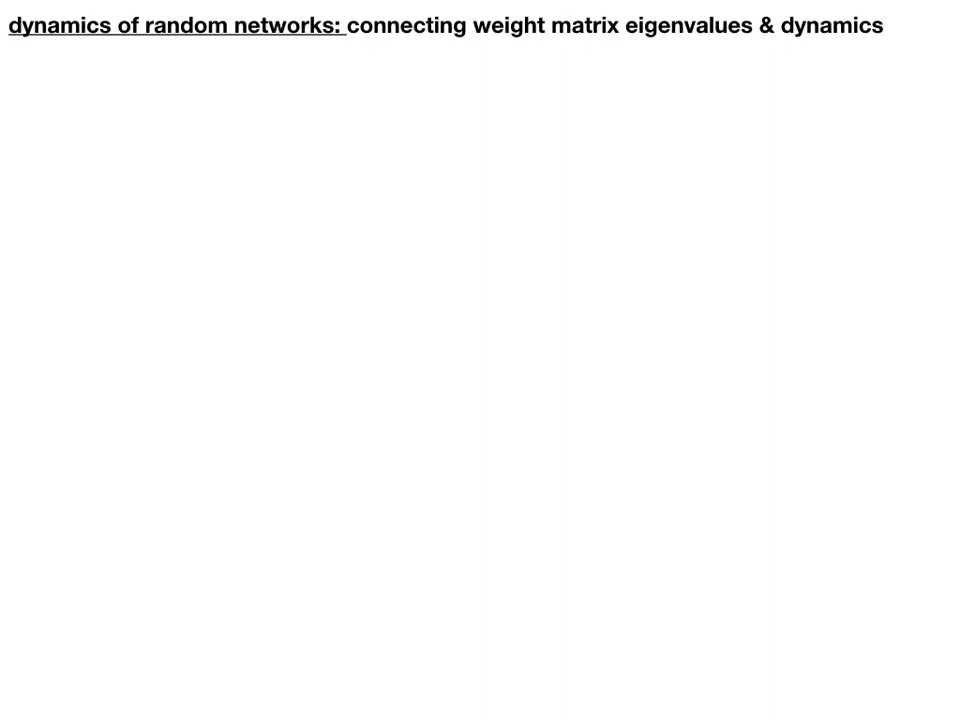 dynamics of random networks: connecting weight matrix eigenvalues & dynamics